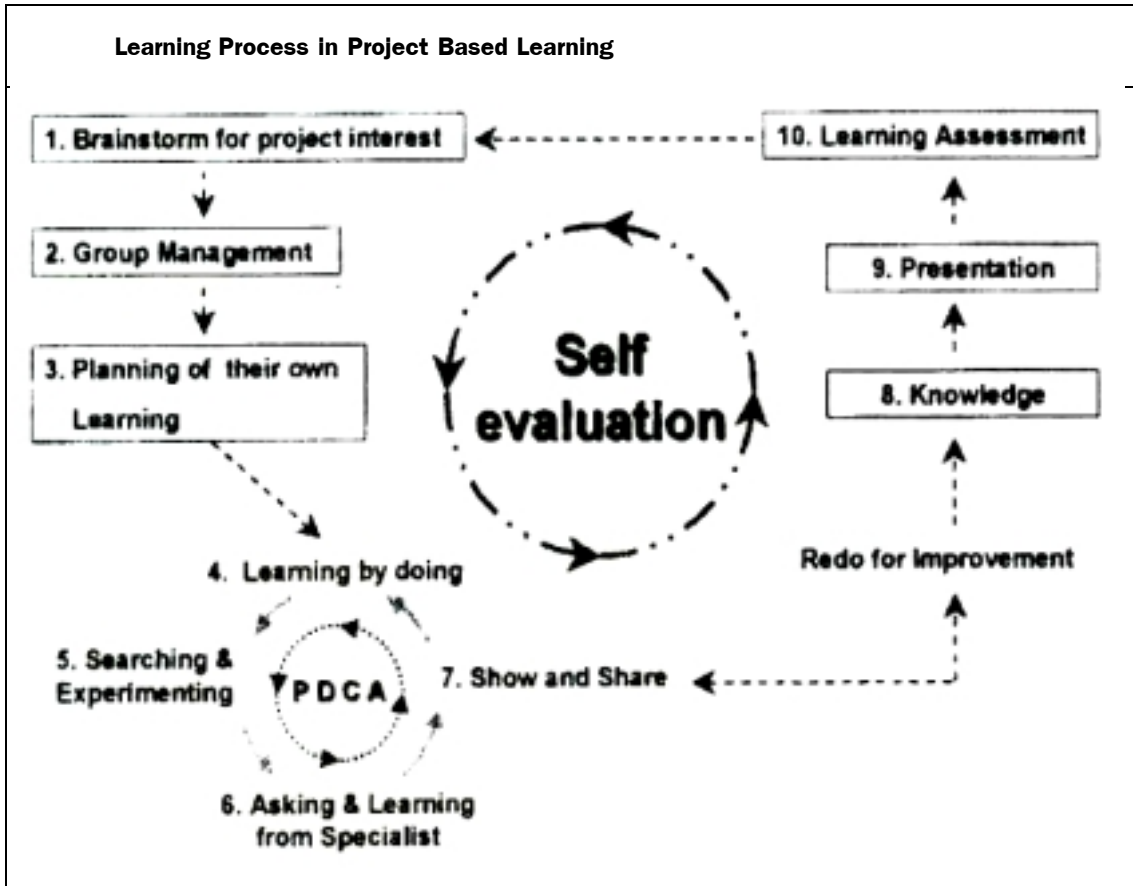 Learning Process in Project Based Learning
1. Brainstorm for project interest
2. Group Management
3. Planning of their own
Learning
4. Learning by doing
5. Searching &
Experimenting
6. Asking & Learning
from Specialist
7. Show and Share
PDCA
Redo for Improvement
8. Knowledge
9. Presentation
10. Learning Assessment
Self
evaluation